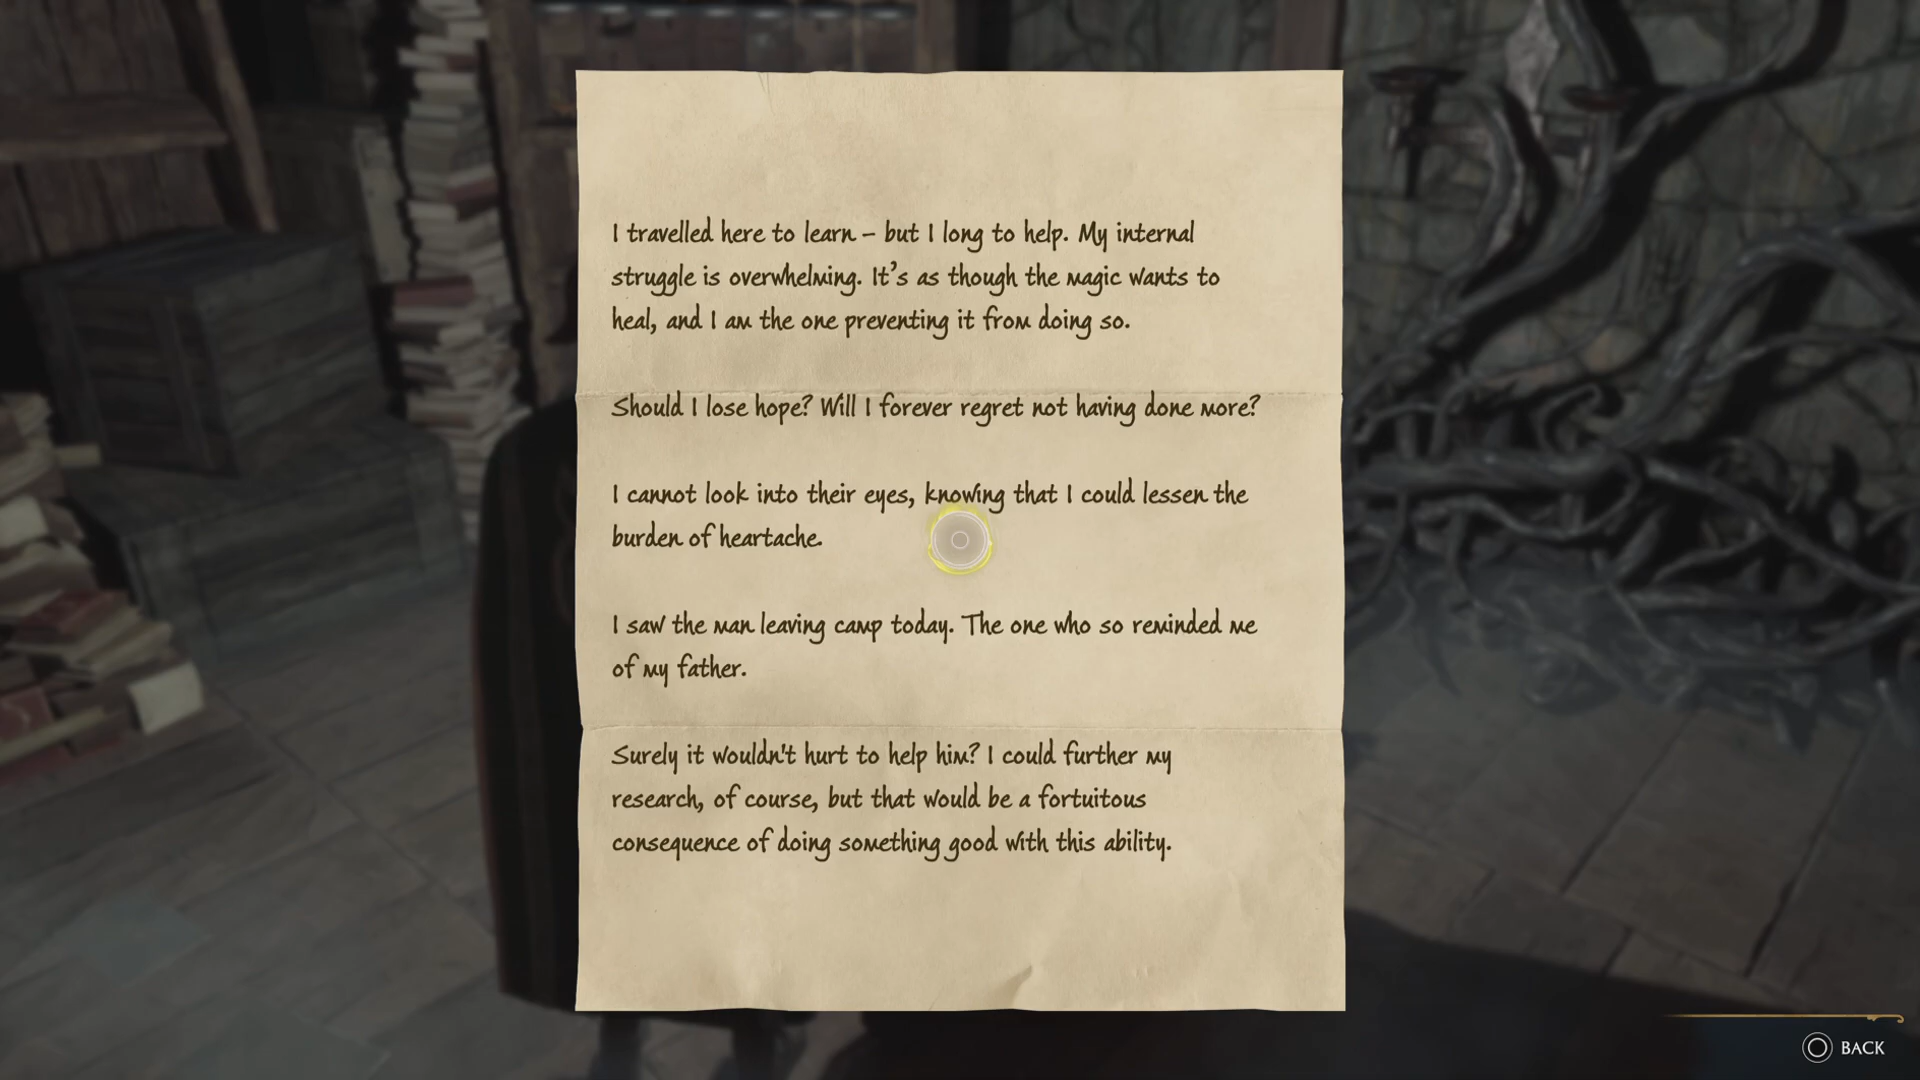 I travelled here to learn – but I long to help. My internal
struggle is overwhelming. It's as though the magic wants to
heal, and I am the one preventing it from doing so.
Should I lose hope? Will I forever regret not having done more?
I cannot look into their eyes, knowing that I could lessen the
burden of heartache.
I saw the man leaving camp today. The one who so reminded me
of my father.
Surely it wouldn't hurt to help him? I could further my
research, of course, but that would be a fortuitous
consequence of doing something good with this ability.
BACK